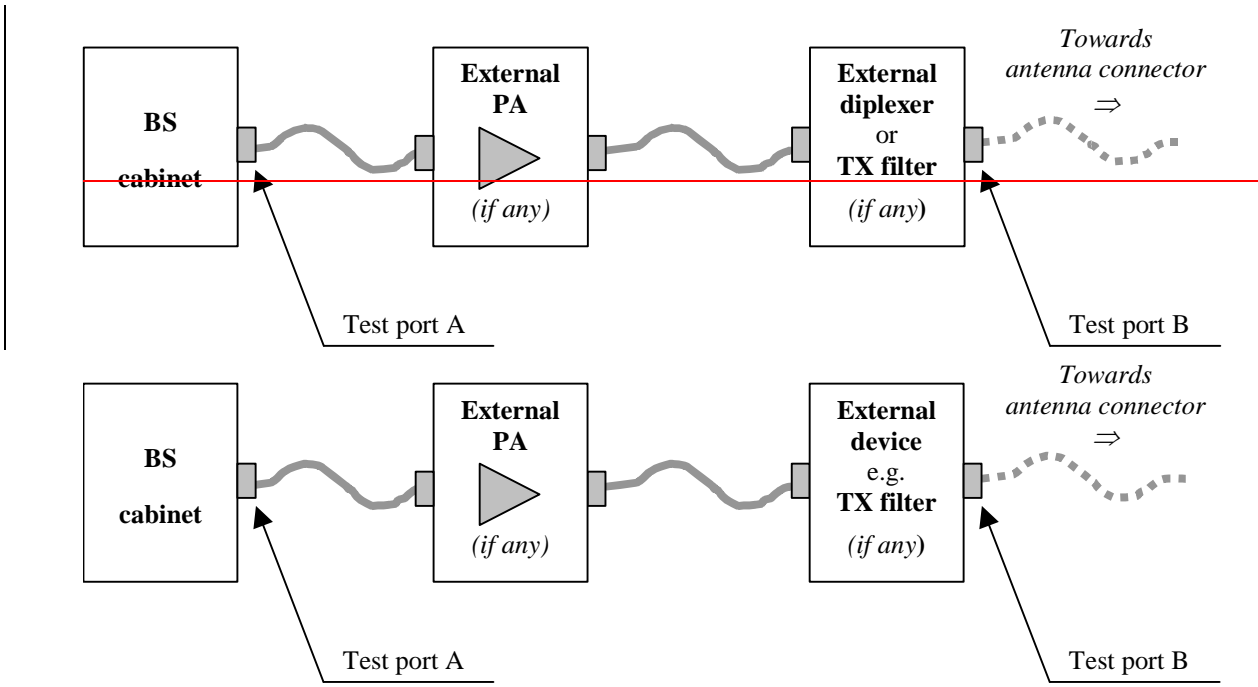 Towards
antenna connector
⇒
External
PA
(if any)
External
diplexer
or
TX filter
(if any)
BS
cabinet
Test port A
Test port B
Towards
antenna connector
⇒
External
PA
(if any)
External
device
e.g.
TX filter
(if any)
BS
cabinet
Test port A
Test port B